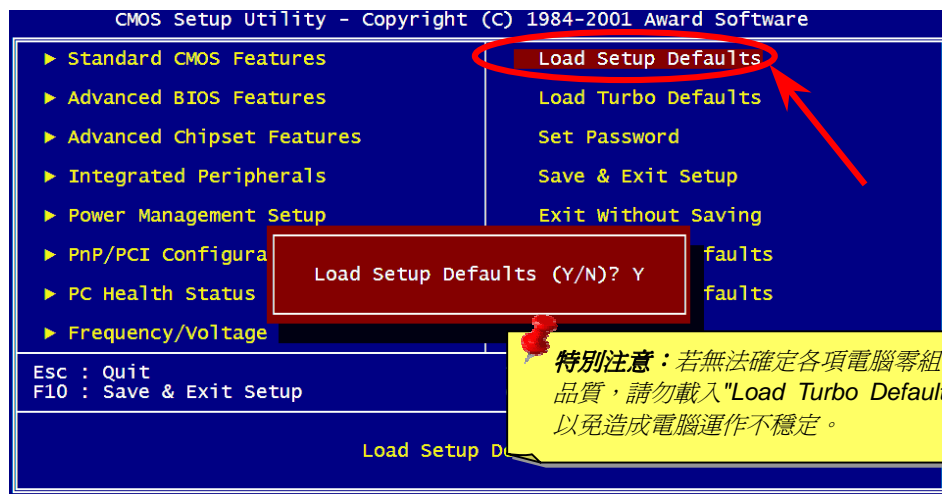 CMOS Setup Utility - Copyright (C) 1984-2001 Award Software
▶ Standard CMOS Features
▶ Advanced BIOS Features
▶ Advanced Chipset Features
▶ Integrated Peripherals
▶ Power Management Setup
▶ PnP/PCI Configura
▶ PC Health Status
▶ Frequency/Voltage
Load Setup Defaults
Load Turbo Defaults
Set Password
Save & Exit Setup
Exit Without Saving
faults
faults
Load Setup Defaults (Y/N)? Y
Esc : Quit
F10 : Save & Exit Setup
Load Setup De
特別注意：若無法確定各項電腦零組
品質，請勿載入"Load Turbo Default
以免造成電腦運作不穩定。